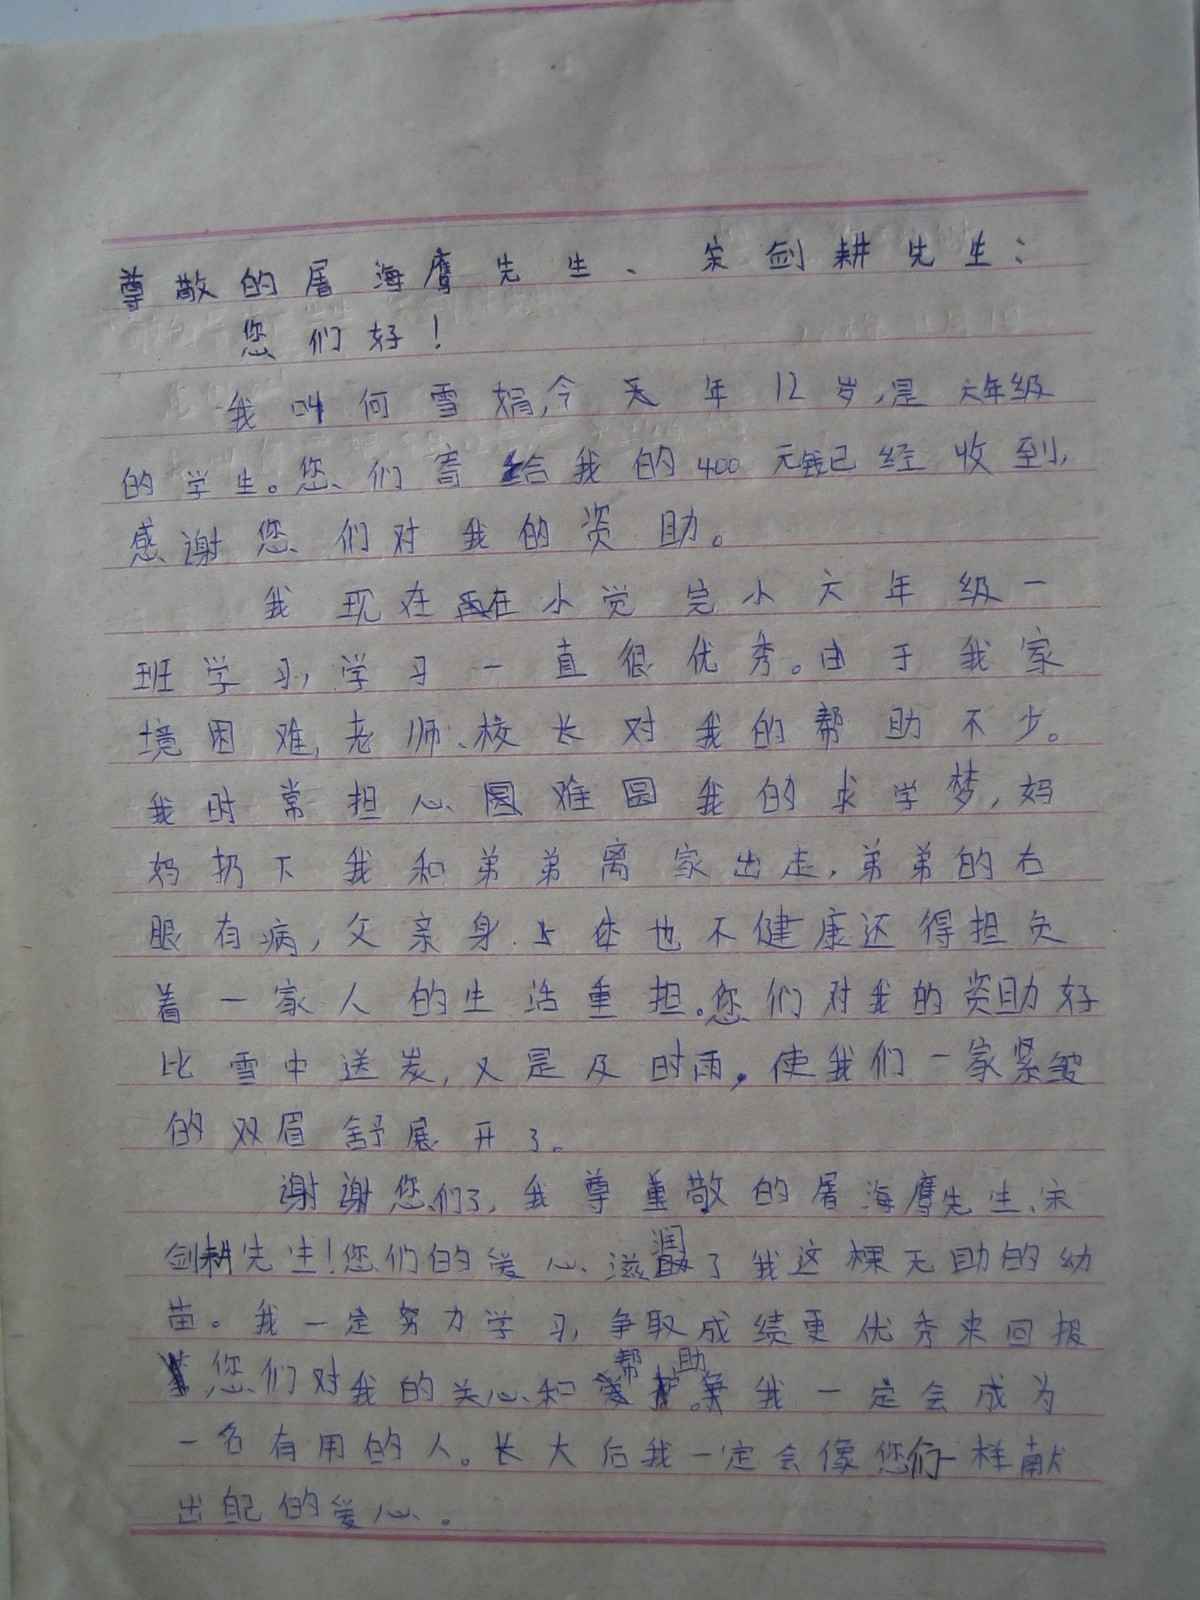 尊敬的屠海鹰先生、宋剑耕先生：
您们好！
我叫何雪娟,今年12岁,是六年级
的学生。您们寄给我的400元钱已经收到,
感谢您们对我的资助。
我现在在小觉完小六年级一
班学习,学习一直很优秀。由于我家
境困难,老师、校长对我的帮助不少。
我时常担心圆难圆我的求学梦,妈
妈扔下我和弟弟离家出走,弟弟的右
眼有病,父亲身体也不健康还得担负
着一家人的生活重担。您们对我的资助好
比雪中送炭,又是及时雨。使我们一家紧皱
的双眉舒展开了。
谢谢您们了,我尊敬的屠海鹰先生、宋
剑耕先生!您们的爱心滋润了我这棵无助的幼
苗。我一定努力学习,争取成绩更优秀来回报
您们对我的关心和帮助。我一定会成为
一名有用的人。长大后我一定会像您们一样献
出自己的爱心。